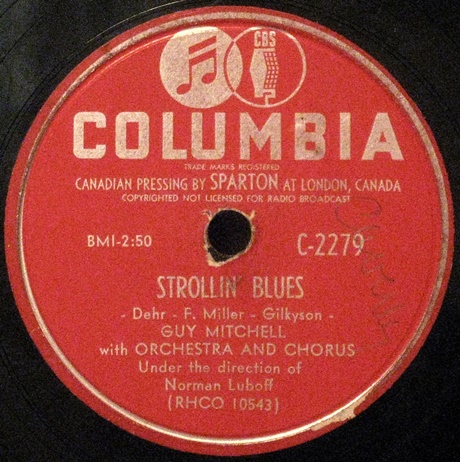 CBS
COLUMBIA
TRADE MARKS REGISTERED
CANADIAN PRESSING BY SPARTON AT LONDON, CANADA
COPYRIGHTED NOT LICENSED FOR RADIO BROADCAST
BMI-2:50 C-2279
STROLLIN' BLUES
- Dehr - F. Miller - Gilkyson -
GUY MITCHELL
with ORCHESTRA AND CHORUS
Under the direction of
Norman Luboff
(RHCO 10543)